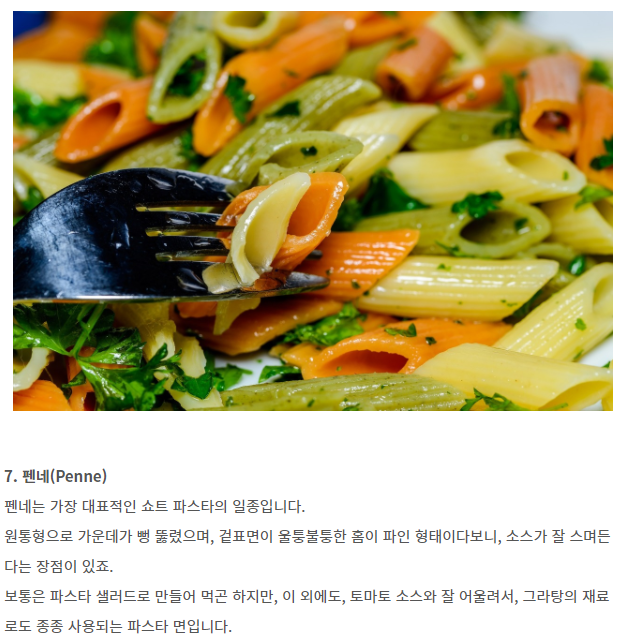 7. 펜네(Penne)
펜네는 가장 대표적인 쇼트 파스타의 일종입니다.
원통형으로 가운데가 뻥 뚫렸으며, 겉표면이 울퉁불퉁한 홈이 파인 형태이다보니, 소스가 잘 스며든
다는 장점이 있죠.
보통은 파스타 샐러드로 만들어 먹곤 하지만, 이 외에도, 토마토 소스와 잘 어울려서, 그라탕의 재료
로도 종종 사용되는 파스타 면입니다.